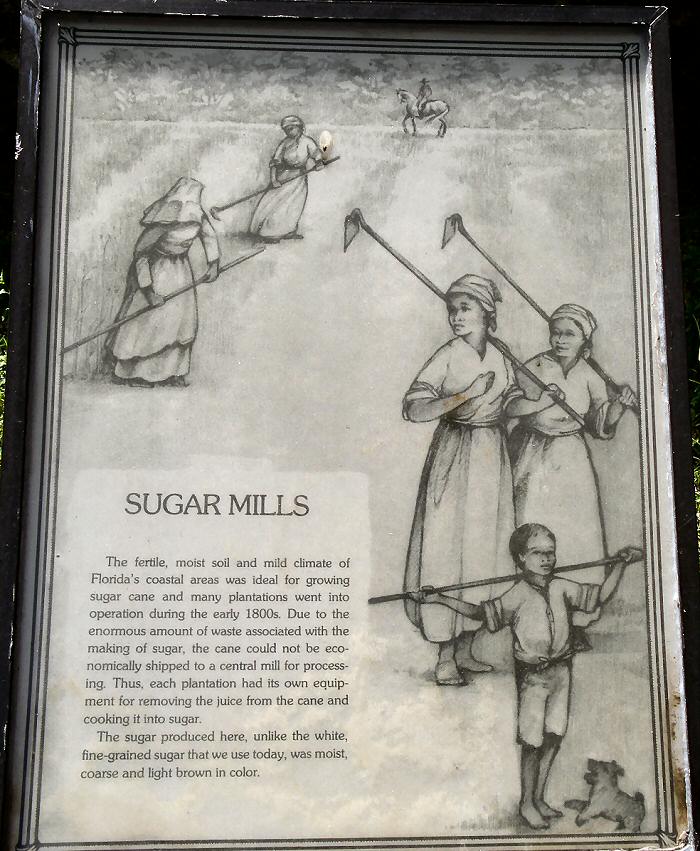 SUGAR MILLS
The fertile, moist soil and mild climate of
Florida's coastal areas was ideal for growing
sugar cane and many plantations went into
operation during the early 1800s. Due to the
enormous amount of waste associated with the
making of sugar, the cane could not be eco-
nomically shipped to a central mill for process-
ing. Thus, each plantation had its own equip-
ment for removing the juice from the cane and
cooking it into sugar.
The sugar produced here, unlike the white,
fine-grained sugar that we use today, was moist,
coarse and light brown in color.